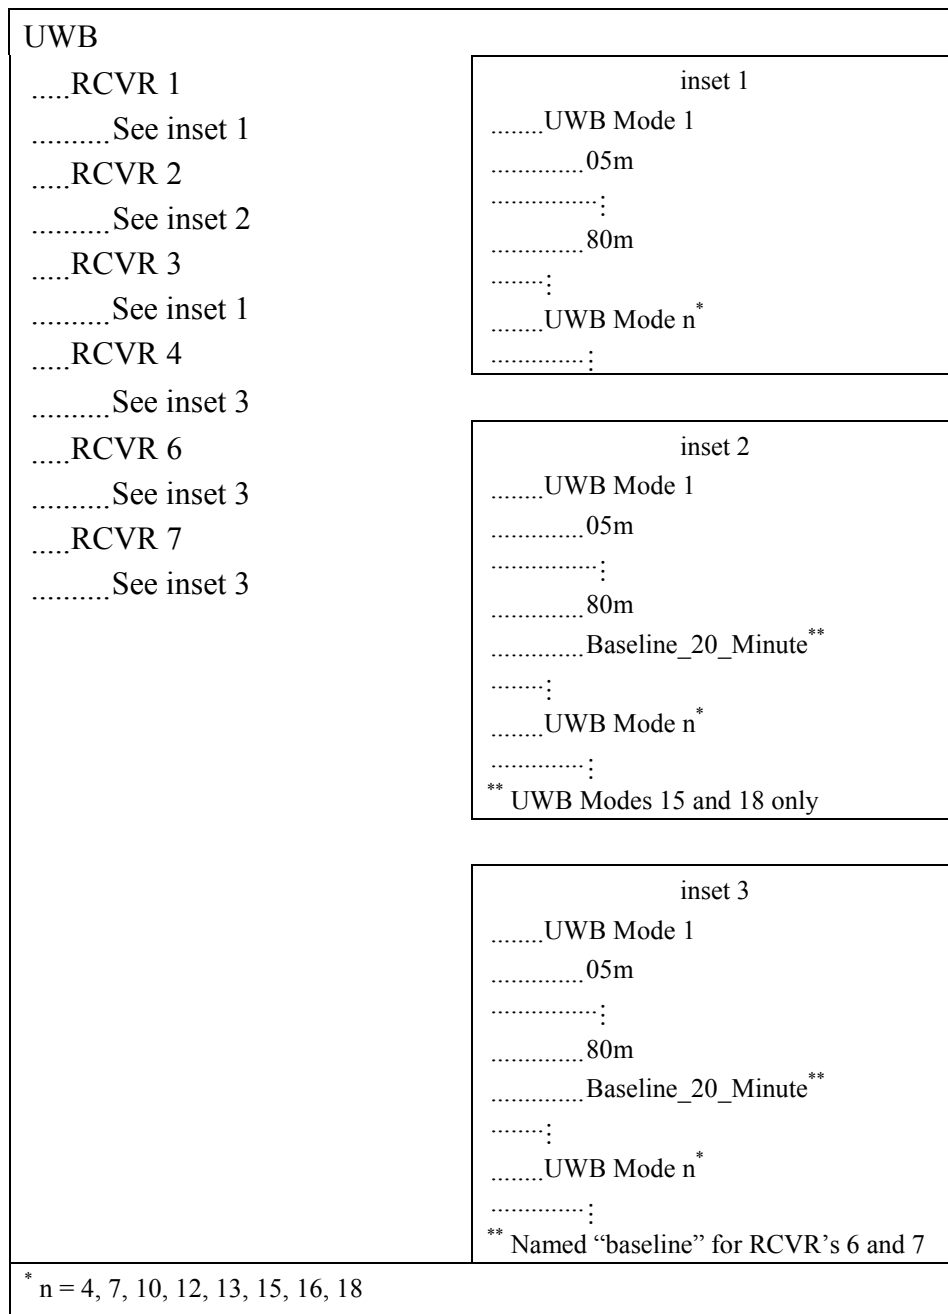 UWB
.....RCVR 1
..........See inset 1
.....RCVR 2
..........See inset 2
.....RCVR 3
..........See inset 1
.....RCVR 4
..........See inset 3
.....RCVR 6
..........See inset 3
.....RCVR 7
..........See inset 3
inset 1
........UWB Mode 1
..............05m
................⋮
..............80m
........⋮
........UWB Mode n*
..............⋮
inset 2
........UWB Mode 1
..............05m
................⋮
..............80m
..............Baseline_20_Minute**
........⋮
........UWB Mode n*
..............⋮
** UWB Modes 15 and 18 only
inset 3
........UWB Mode 1
..............05m
................⋮
..............80m
..............Baseline_20_Minute**
........⋮
........UWB Mode n*
..............⋮
** Named “baseline” for RCVR’s 6 and 7
* n = 4, 7, 10, 12, 13, 15, 16, 18